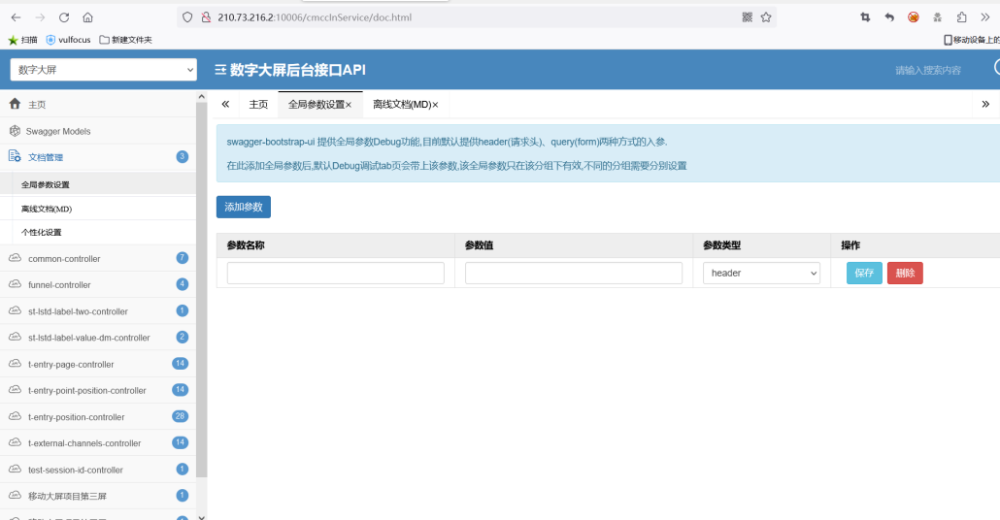 210.73.216.2:10006/cmccInService/doc.html
扫描 vulfocus 新建文件夹 移动设备上的
数字大屏 数字大屏后台接口API 请输入搜索内容
主页 主页 全局参数设置× 离线文档(MD)×
Swagger Models
文档管理 3
全局参数设置
离线文档(MD)
个性化设置
common-controller 7
funnel-controller 4
st-lstd-label-two-controller 1
st-lstd-label-value-dm-controller 2
t-entry-page-controller 14
t-entry-point-position-controller 14
t-entry-position-controller 28
t-external-channels-controller 14
test-session-id-controller 1
移动大屏项目第三屏 1
swagger-bootstrap-ui 提供全局参数Debug功能,目前默认提供header(请求头)、query(form)两种方式的入参.
在此添加全局参数后,默认Debug调试tab页会带上该参数,该全局参数只在该分组下有效,不同的分组需要分别设置
添加参数
参数名称 参数值 参数类型 操作
header 保存 删除